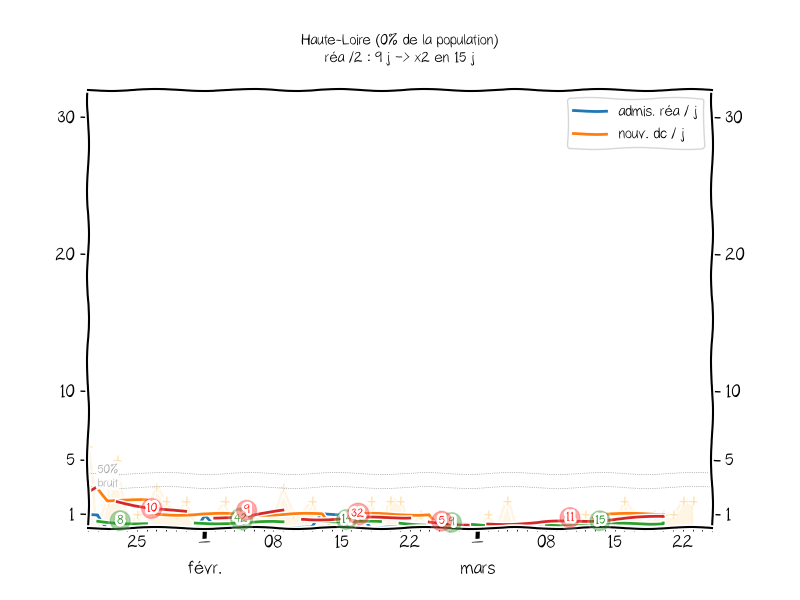 Haute-Loire (0% de la population)
réa /2 : 9 j -> x2 en 15 j
admis. réa / j
nouv. dc / j
30 30
20 20
10 10
5 5
50%
bruit
1 1
8 10 9 32 5 11 15
25 1 08 15 22 1 08 15 22
févr. mars